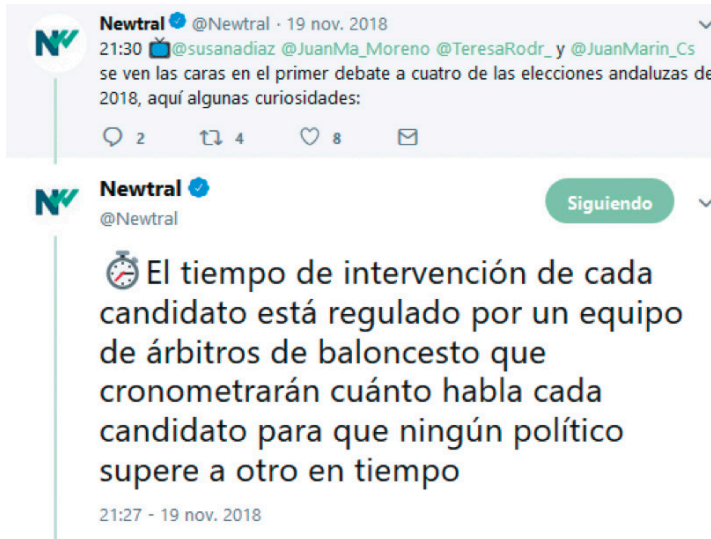 Newtral @Newtral · 19 nov. 2018
21:30 📺@susanadiaz @JuanMa_Moreno @TeresaRodr_ y @JuanMarin_Cs
se ven las caras en el primer debate a cuatro de las elecciones andaluzas de
2018, aquí algunas curiosidades:
2 4 8
Newtral
@Newtral
Siguiendo
⏱El tiempo de intervención de cada
candidato está regulado por un equipo
de árbitros de baloncesto que
cronometrarán cuánto habla cada
candidato para que ningún político
supere a otro en tiempo
21:27 - 19 nov. 2018